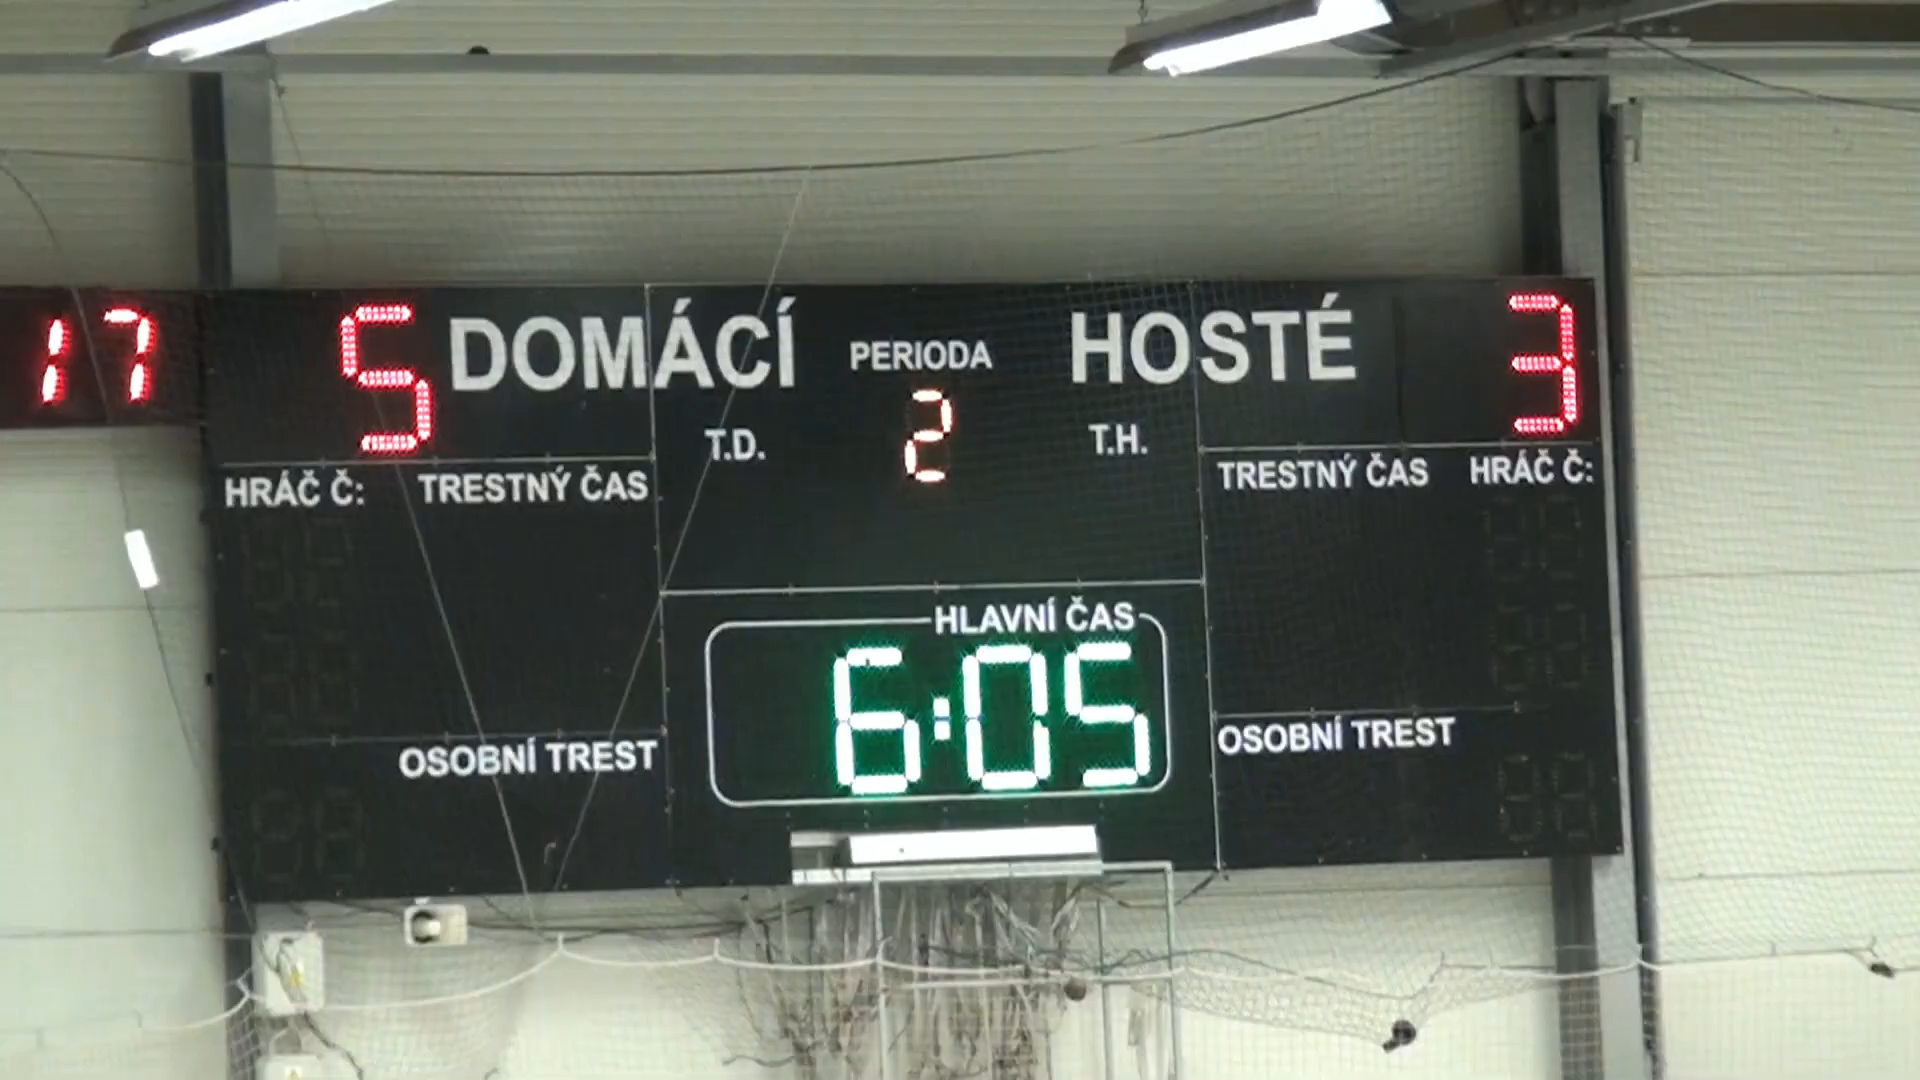 17 5 DOMÁCÍ PERIODA HOSTÉ 3
T.D. 2 T.H.
HRÁČ Č: TRESTNÝ ČAS TRESTNÝ ČAS HRÁČ Č:
HLAVNÍ ČAS
6:05
OSOBNÍ TREST OSOBNÍ TREST